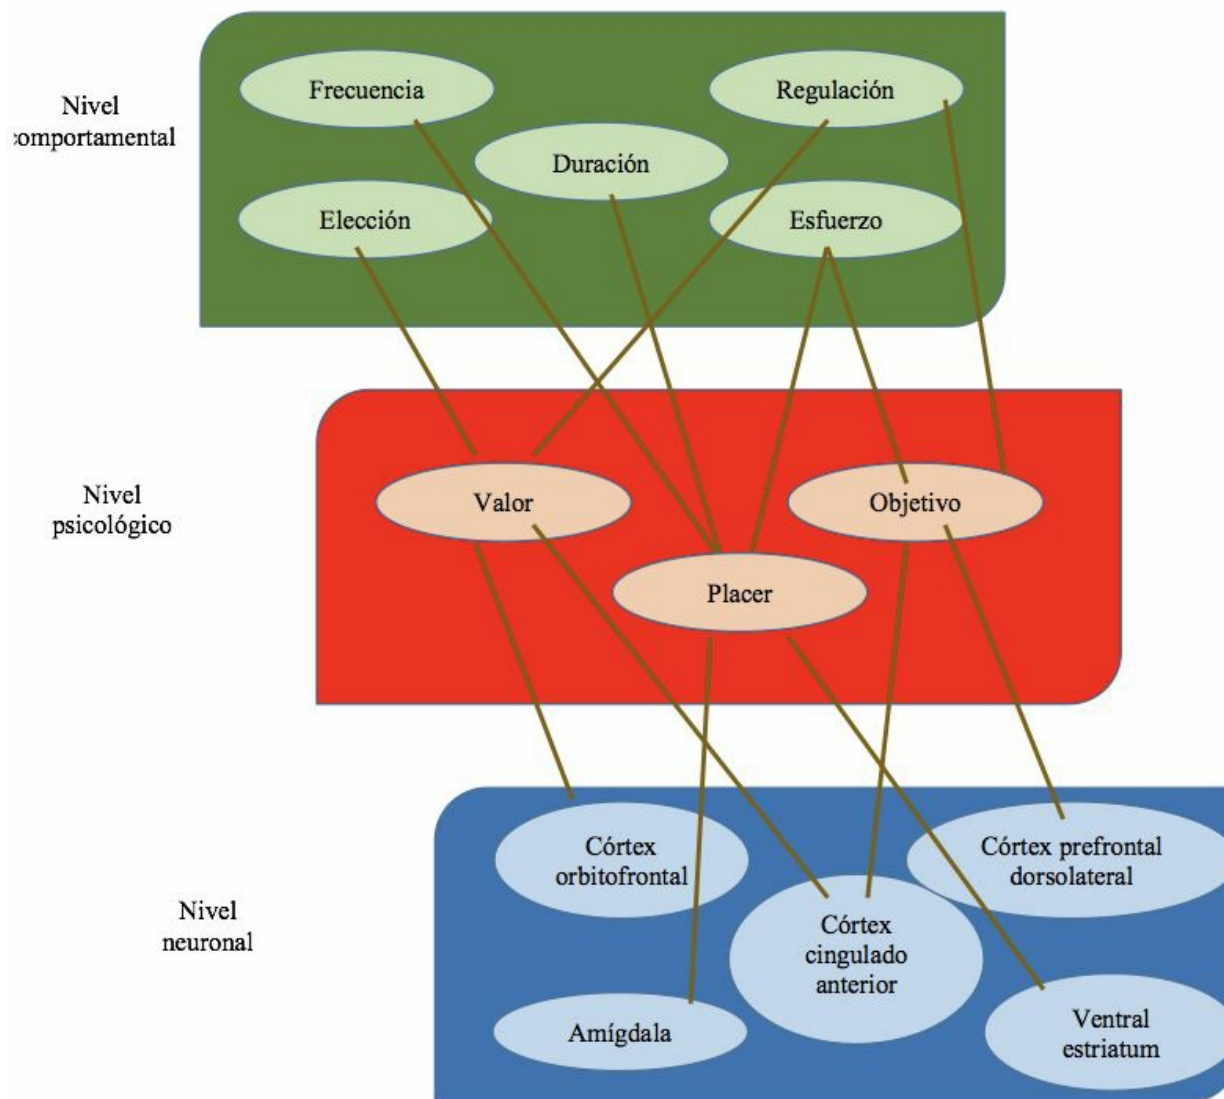 Frecuencia
Regulación
Nivel
comportamental
Duración
Elección
Esfuerzo
Nivel
psicológico
Valor
Objetivo
Placer
Córtex
orbitofrontal
Córtex prefrontal
dorsolateral
Nivel
neuronal
Córtex
cingulado
anterior
Amígdala
Ventral
estriatum